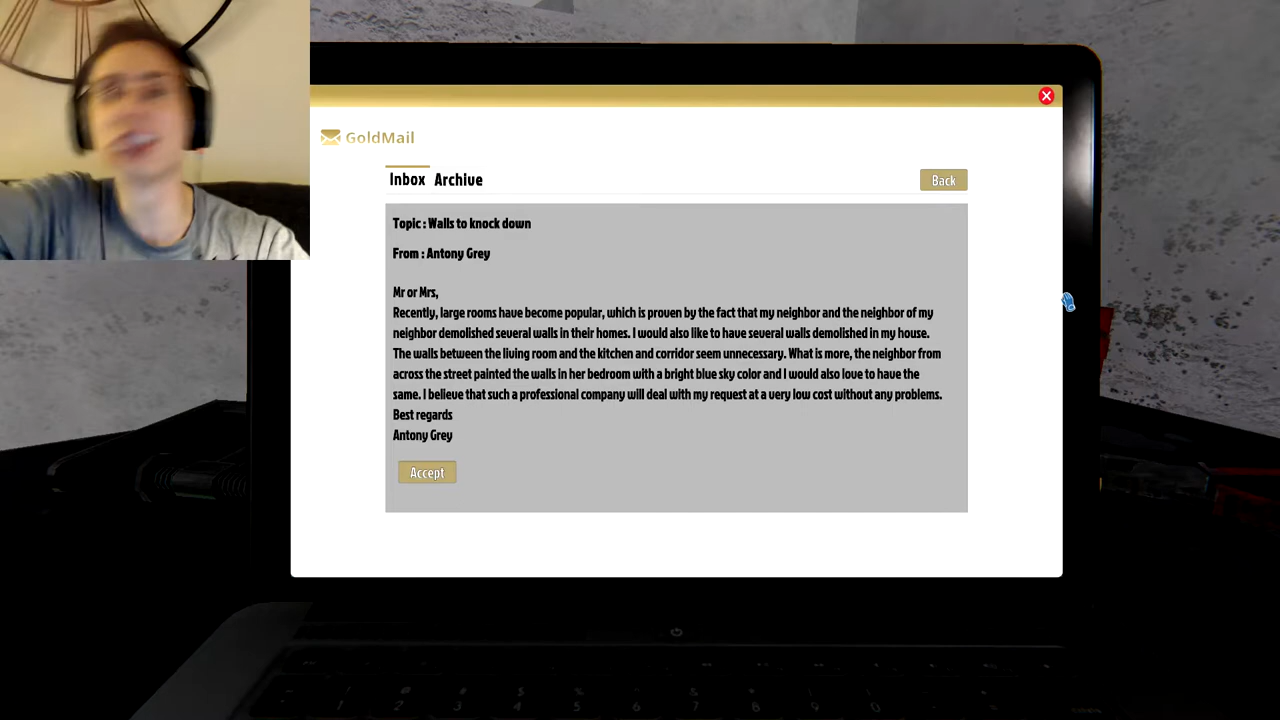 GoldMail
Inbox Archive Back
Topic : Walls to knock down
From : Antony Grey
Mr or Mrs,
Recently, large rooms have become popular, which is proven by the fact that my neighbor and the neighbor of my
neighbor demolished several walls in their homes. I would also like to have several walls demolished in my house.
The walls between the living room and the kitchen and corridor seem unnecessary. What is more, the neighbor from
across the street painted the walls in her bedroom with a bright blue sky color and I would also love to have the
same. I believe that such a professional company will deal with my request at a very low cost without any problems.
Best regards
Antony Grey
Accept